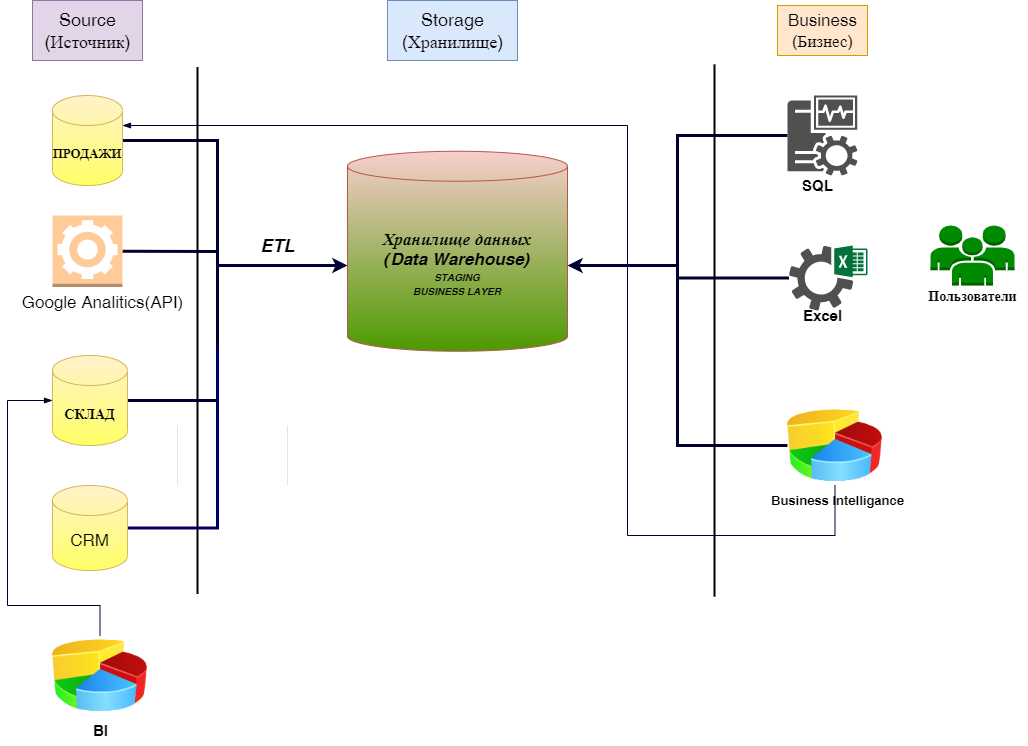 Source
(Источник)
Storage
(Хранилище)
Business
(Бизнес)
ПРОДАЖИ
Google Analitics(API)
СКЛАД
CRM
BI
ETL
Хранилище данных
(Data Warehouse)
STAGING
BUSINESS LAYER
SQL
Excel
Business Intelligance
Пользователи